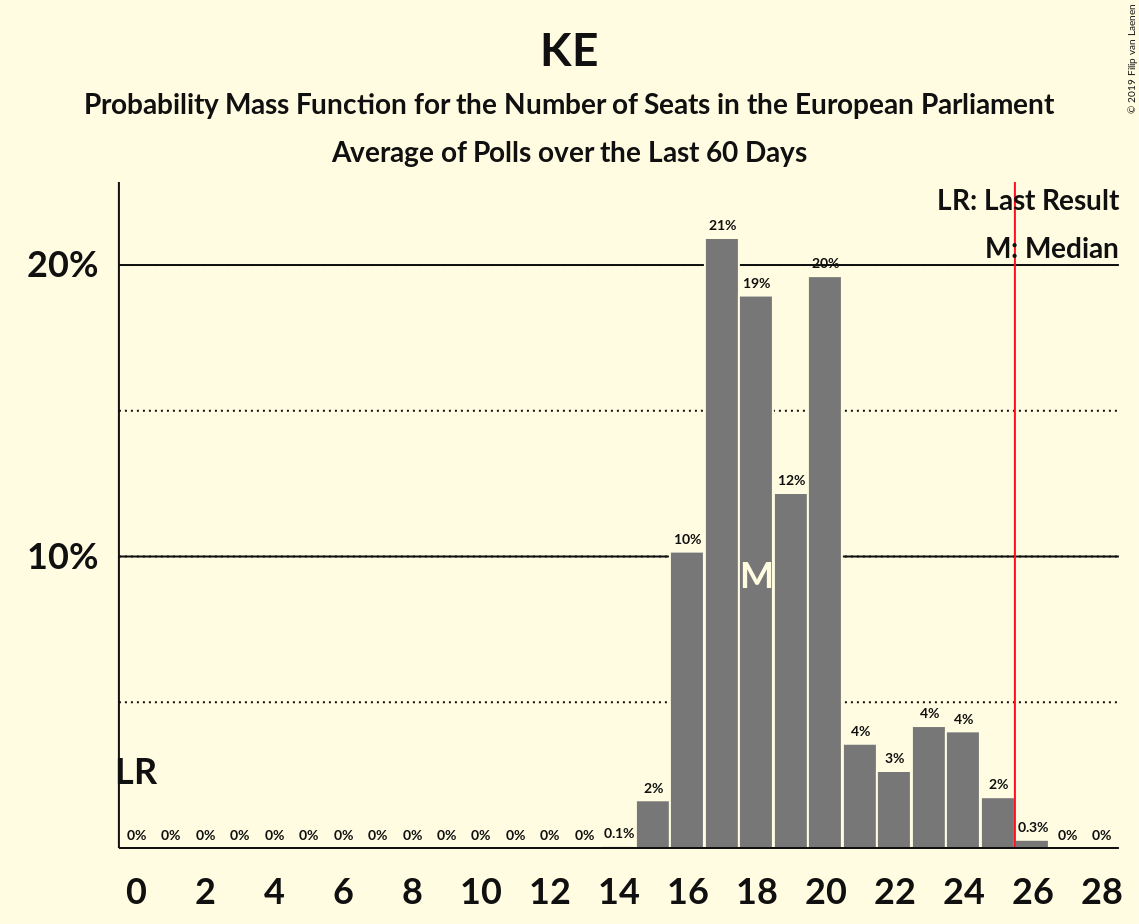 KE
Probability Mass Function for the Number of Seats in the European Parliament
Average of Polls over the Last 60 Days
© 2019 Filip van Laenen
LR: Last Result
M: Median
20%
10%
21%
20%
19%
12%
10%
M
4%
4%
4%
3%
2%
2%
LR
0% 0% 0% 0% 0% 0% 0% 0% 0% 0% 0% 0% 0% 0% 0.1% 0.3% 0% 0%
0 2 4 6 8 10 12 14 16 18 20 22 24 26 28